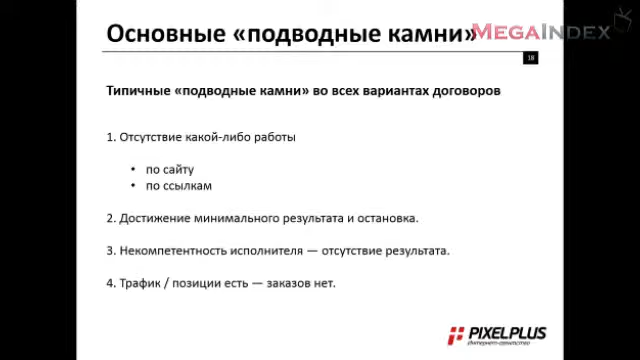 Основные «подводные камни»
MEGAINDEX
18
Типичные «подводные камни» во всех вариантах договоров
1. Отсутствие какой-либо работы
• по сайту
• по ссылкам
2. Достижение минимального результата и остановка.
3. Некомпетентность исполнителя — отсутствие результата.
4. Трафик / позиции есть — заказов нет.
PIXELPLUS
Интернет-агентство